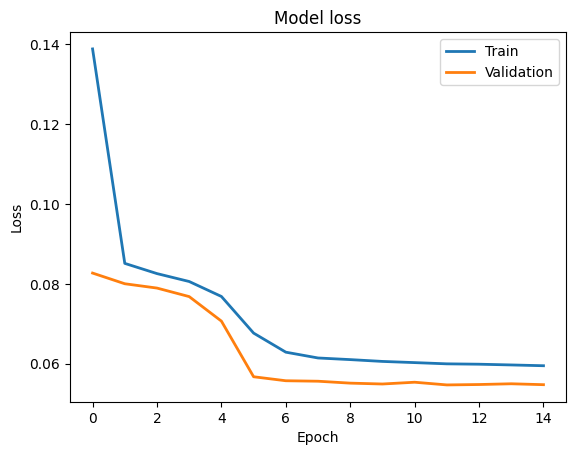 Model loss
Train
Validation
0.14
0.12
0.10
0.08
0.06
Loss
0 2 4 6 8 10 12 14
Epoch